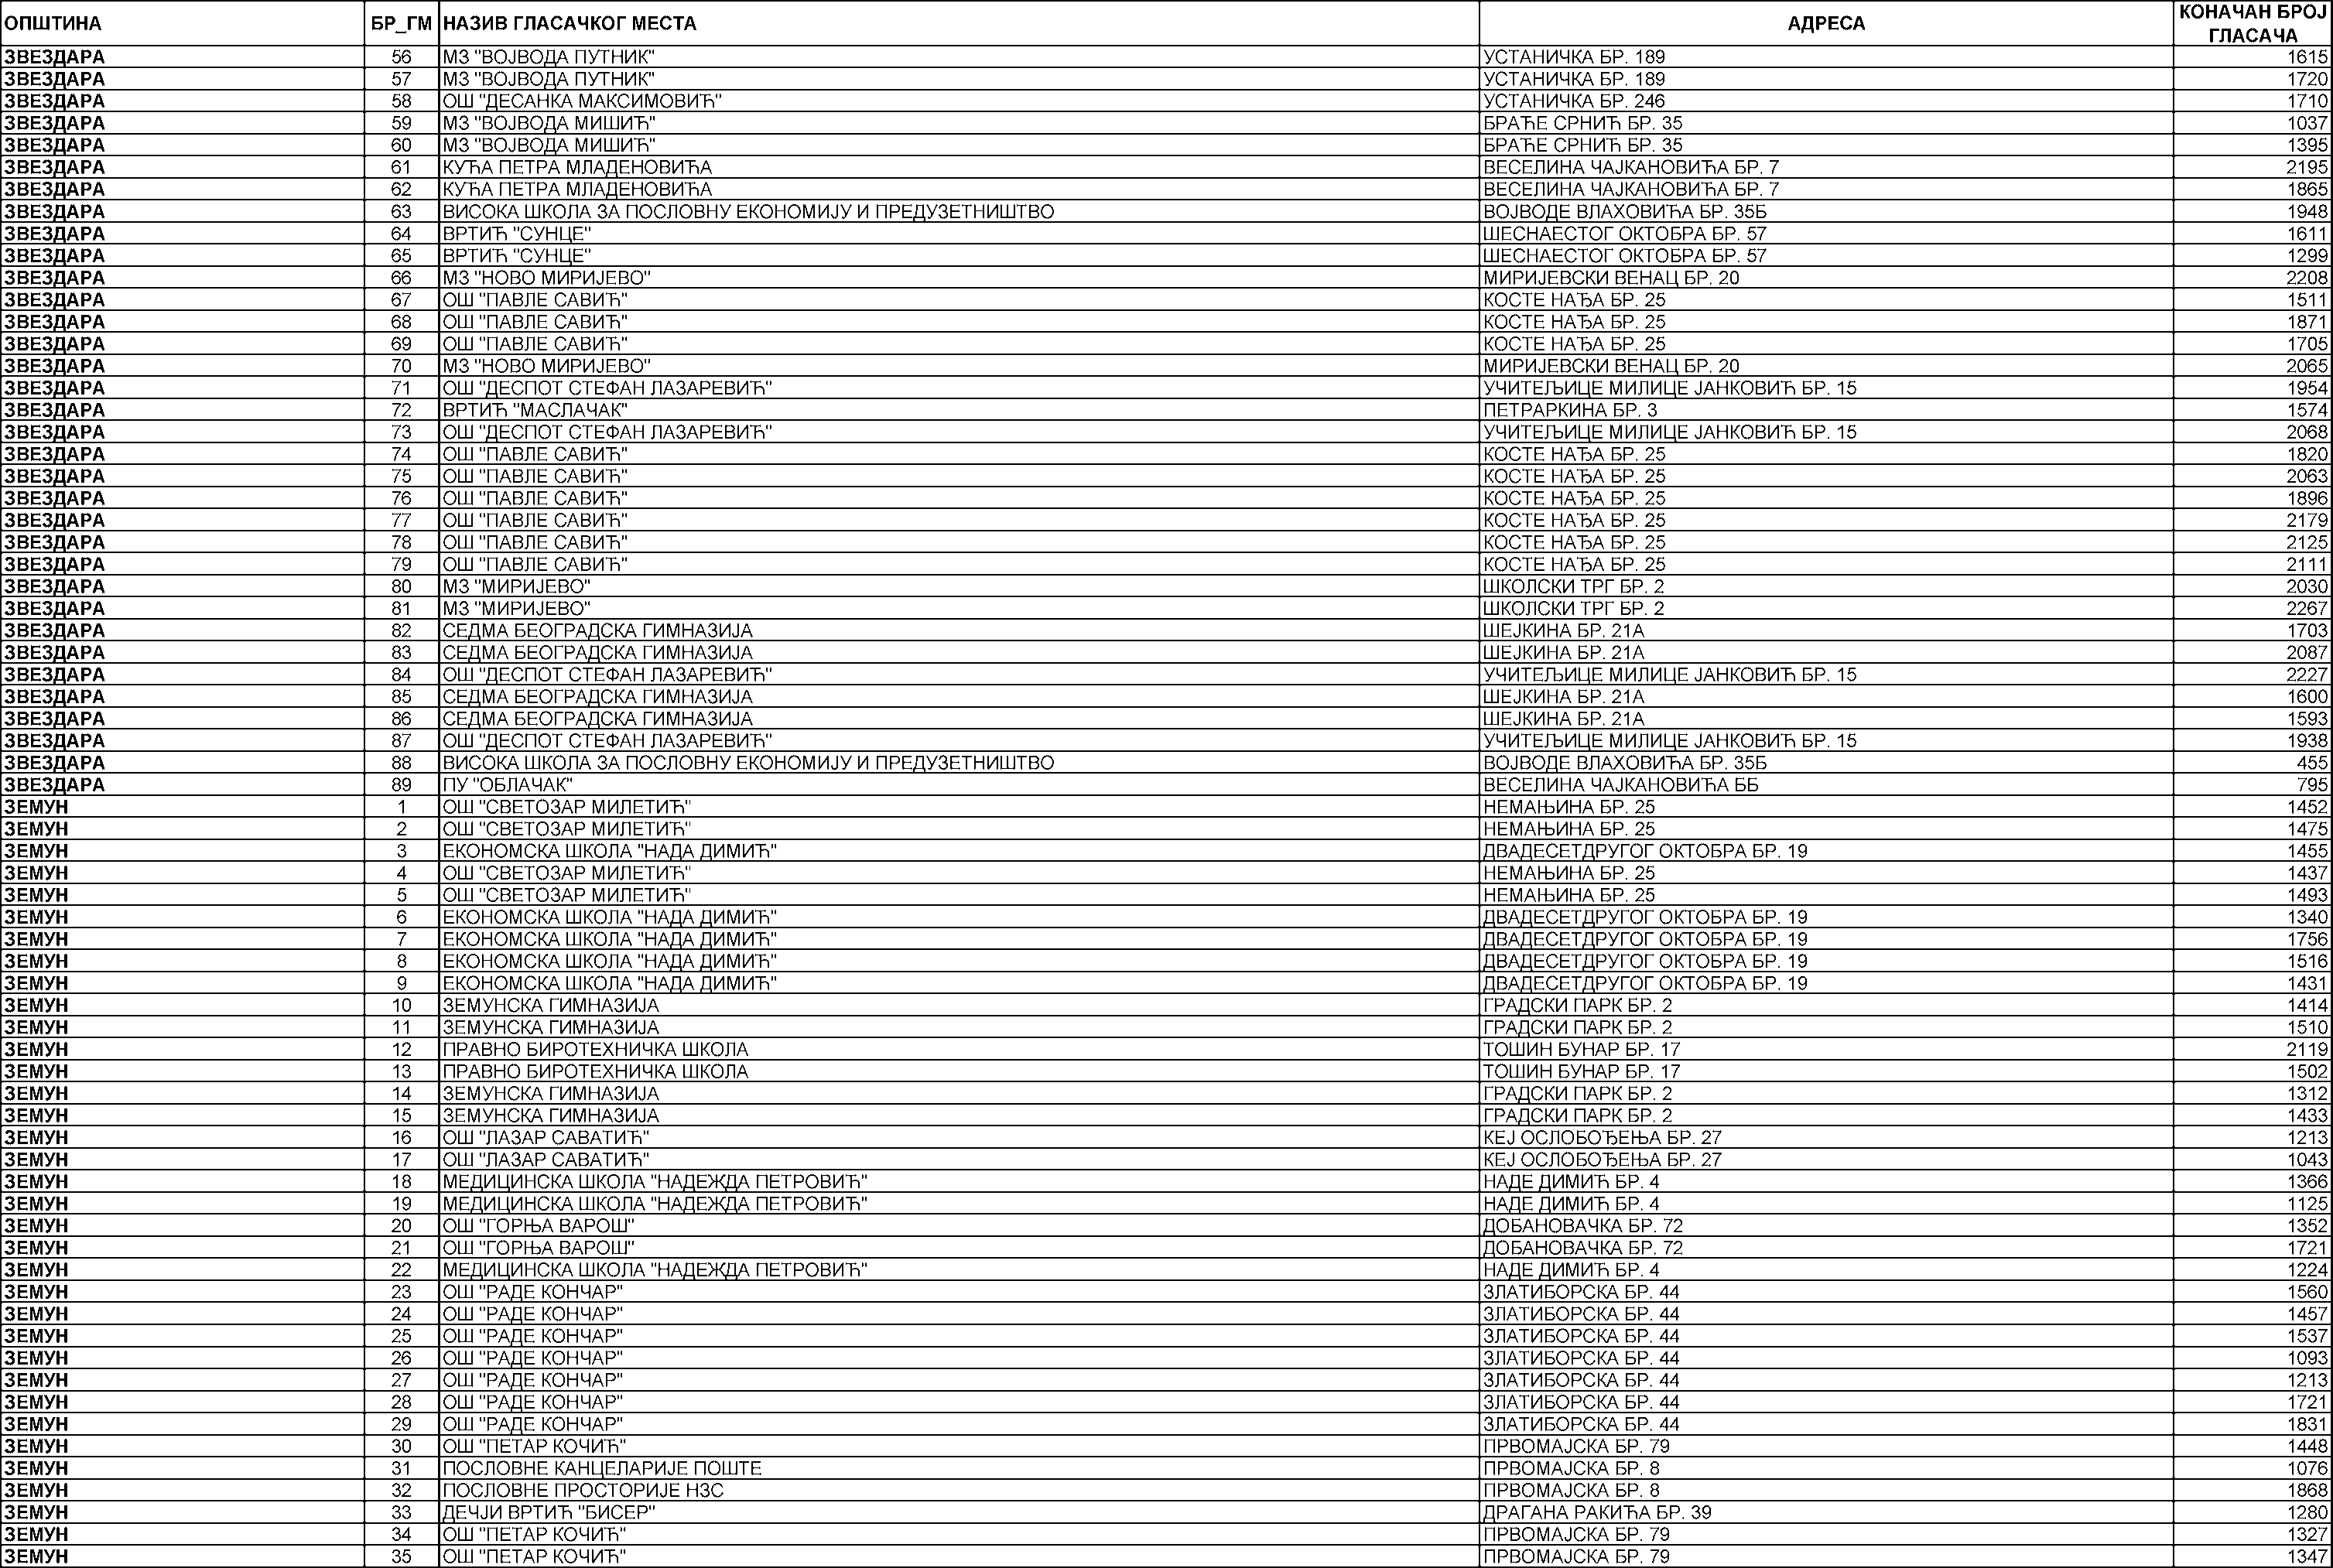 ОПШТИНА БР_ГМ НАЗИВ ГЛАСАЧКОГ МЕСТА АДРЕСА КОНАЧАН БРОЈ ГЛАСАЧА
ЗВЕЗДАРА 56 МЗ "ВОЈВОДА ПУТНИК" УСТАНИЧКА БР. 189 1615
ЗВЕЗДАРА 57 МЗ "ВОЈВОДА ПУТНИК" УСТАНИЧКА БР. 189 1720
ЗВЕЗДАРА 58 ОШ "ДЕСАНКА МАКСИМОВИЋ" УСТАНИЧКА БР. 246 1710
ЗВЕЗДАРА 59 МЗ "ВОЈВОДА МИШИЋ" БРАЋЕ СРНИЋ БР. 35 1037
ЗВЕЗДАРА 60 МЗ "ВОЈВОДА МИШИЋ" БРАЋЕ СРНИЋ БР. 35 1395
ЗВЕЗДАРА 61 КУЋА ПЕТРА МЛАДЕНОВИЋА ВЕСЕЛИНА ЧАЈКАНОВИЋА БР. 7 2195
ЗВЕЗДАРА 62 КУЋА ПЕТРА МЛАДЕНОВИЋА ВЕСЕЛИНА ЧАЈКАНОВИЋА БР. 7 1865
ЗВЕЗДАРА 63 ВИСОКА ШКОЛА ЗА ПОСЛОВНУ ЕКОНОМИЈУ И ПРЕДУЗЕТНИШТВО ВОЈВОДЕ ВЛАХОВИЋА БР. 35Б 1948
ЗВЕЗДАРА 64 ВРТИЋ "СУНЦЕ" ШЕСНАЕСТОГ ОКТОБРА БР. 57 1611
ЗВЕЗДАРА 65 ВРТИЋ "СУНЦЕ" ШЕСНАЕСТОГ ОКТОБРА БР. 57 1299
ЗВЕЗДАРА 66 МЗ "НОВО МИРИЈЕВО" МИРИЈЕВСКИ ВЕНАЦ БР. 20 2208
ЗВЕЗДАРА 67 ОШ "ПАВЛЕ САВИЋ" КОСТЕ НАЂА БР. 25 1511
ЗВЕЗДАРА 68 ОШ "ПАВЛЕ САВИЋ" КОСТЕ НАЂА БР. 25 1871
ЗВЕЗДАРА 69 ОШ "ПАВЛЕ САВИЋ" КОСТЕ НАЂА БР. 25 1705
ЗВЕЗДАРА 70 МЗ "НОВО МИРИЈЕВО" МИРИЈЕВСКИ ВЕНАЦ БР. 20 2065
ЗВЕЗДАРА 71 ОШ "ДЕСПОТ СТЕФАН ЛАЗАРЕВИЋ" УЧИТЕЉИЦЕ МИЛИЦЕ ЈАНКОВИЋ БР. 15 1954
ЗВЕЗДАРА 72 ВРТИЋ "МАСЛАЧАК" ПЕТРАРКИНА БР. 3 1574
ЗВЕЗДАРА 73 ОШ "ДЕСПОТ СТЕФАН ЛАЗАРЕВИЋ" УЧИТЕЉИЦЕ МИЛИЦЕ ЈАНКОВИЋ БР. 15 2068
ЗВЕЗДАРА 74 ОШ "ПАВЛЕ САВИЋ" КОСТЕ НАЂА БР. 25 1820
ЗВЕЗДАРА 75 ОШ "ПАВЛЕ САВИЋ" КОСТЕ НАЂА БР. 25 2063
ЗВЕЗДАРА 76 ОШ "ПАВЛЕ САВИЋ" КОСТЕ НАЂА БР. 25 1896
ЗВЕЗДАРА 77 ОШ "ПАВЛЕ САВИЋ" КОСТЕ НАЂА БР. 25 2179
ЗВЕЗДАРА 78 ОШ "ПАВЛЕ САВИЋ" КОСТЕ НАЂА БР. 25 2125
ЗВЕЗДАРА 79 ОШ "ПАВЛЕ САВИЋ" КОСТЕ НАЂА БР. 25 2111
ЗВЕЗДАРА 80 МЗ "МИРИЈЕВО" ШКОЛСКИ ТРГ БР. 2 2030
ЗВЕЗДАРА 81 МЗ "МИРИЈЕВО" ШКОЛСКИ ТРГ БР. 2 2267
ЗВЕЗДАРА 82 СЕДМА БЕОГРАДСКА ГИМНАЗИЈА ШЕЈКИНА БР. 21А 1703
ЗВЕЗДАРА 83 СЕДМА БЕОГРАДСКА ГИМНАЗИЈА ШЕЈКИНА БР. 21А 2087
ЗВЕЗДАРА 84 ОШ "ДЕСПОТ СТЕФАН ЛАЗАРЕВИЋ" УЧИТЕЉИЦЕ МИЛИЦЕ ЈАНКОВИЋ БР. 15 2227
ЗВЕЗДАРА 85 СЕДМА БЕОГРАДСКА ГИМНАЗИЈА ШЕЈКИНА БР. 21А 1600
ЗВЕЗДАРА 86 СЕДМА БЕОГРАДСКА ГИМНАЗИЈА ШЕЈКИНА БР. 21А 1593
ЗВЕЗДАРА 87 ОШ "ДЕСПОТ СТЕФАН ЛАЗАРЕВИЋ" УЧИТЕЉИЦЕ МИЛИЦЕ ЈАНКОВИЋ БР. 15 1938
ЗВЕЗДАРА 88 ВИСОКА ШКОЛА ЗА ПОСЛОВНУ ЕКОНОМИЈУ И ПРЕДУЗЕТНИШТВО ВОЈВОДЕ ВЛАХОВИЋА БР. 35Б 455
ЗВЕЗДАРА 89 ПУ "ОБЛАЧАК" ВЕСЕЛИНА ЧАЈКАНОВИЋА ББ 795
ЗЕМУН 1 ОШ "СВЕТОЗАР МИЛЕТИЋ" НЕМАЊИНА БР. 25 1452
ЗЕМУН 2 ОШ "СВЕТОЗАР МИЛЕТИЋ" НЕМАЊИНА БР. 25 1475
ЗЕМУН 3 ЕКОНОМСКА ШКОЛА "НАДА ДИМИЋ" ДВАДЕСЕТДРУГОГ ОКТОБРА БР. 19 1455
ЗЕМУН 4 ОШ "СВЕТОЗАР МИЛЕТИЋ" НЕМАЊИНА БР. 25 1437
ЗЕМУН 5 ОШ "СВЕТОЗАР МИЛЕТИЋ" НЕМАЊИНА БР. 25 1493
ЗЕМУН 6 ЕКОНОМСКА ШКОЛА "НАДА ДИМИЋ" ДВАДЕСЕТДРУГОГ ОКТОБРА БР. 19 1340
ЗЕМУН 7 ЕКОНОМСКА ШКОЛА "НАДА ДИМИЋ" ДВАДЕСЕТДРУГОГ ОКТОБРА БР. 19 1756
ЗЕМУН 8 ЕКОНОМСКА ШКОЛА "НАДА ДИМИЋ" ДВАДЕСЕТДРУГОГ ОКТОБРА БР. 19 1516
ЗЕМУН 9 ЕКОНОМСКА ШКОЛА "НАДА ДИМИЋ" ДВАДЕСЕТДРУГОГ ОКТОБРА БР. 19 1431
ЗЕМУН 10 ЗЕМУНСКА ГИМНАЗИЈА ГРАДСКИ ПАРК БР. 2 1414
ЗЕМУН 11 ЗЕМУНСКА ГИМНАЗИЈА ГРАДСКИ ПАРК БР. 2 1510
ЗЕМУН 12 ПРАВНО БИРОТЕХНИЧКА ШКОЛА ТОШИН БУНАР БР. 17 2119
ЗЕМУН 13 ПРАВНО БИРОТЕХНИЧКА ШКОЛА ТОШИН БУНАР БР. 17 1502
ЗЕМУН 14 ЗЕМУНСКА ГИМНАЗИЈА ГРАДСКИ ПАРК БР. 2 1312
ЗЕМУН 15 ЗЕМУНСКА ГИМНАЗИЈА ГРАДСКИ ПАРК БР. 2 1433
ЗЕМУН 16 ОШ "ЛАЗАР САВАТИЋ" КЕЈ ОСЛОБОЂЕЊА БР. 27 1213
ЗЕМУН 17 ОШ "ЛАЗАР САВАТИЋ" КЕЈ ОСЛОБОЂЕЊА БР. 27 1043
ЗЕМУН 18 МЕДИЦИНСКА ШКОЛА "НАДЕЖДА ПЕТРОВИЋ" НАДЕ ДИМИЋ БР. 4 1366
ЗЕМУН 19 МЕДИЦИНСКА ШКОЛА "НАДЕЖДА ПЕТРОВИЋ" НАДЕ ДИМИЋ БР. 4 1125
ЗЕМУН 20 ОШ "ГОРЊА ВАРОШ" ДОБАНОВАЧКА БР. 72 1352
ЗЕМУН 21 ОШ "ГОРЊА ВАРОШ" ДОБАНОВАЧКА БР. 72 1721
ЗЕМУН 22 МЕДИЦИНСКА ШКОЛА "НАДЕЖДА ПЕТРОВИЋ" НАДЕ ДИМИЋ БР. 4 1224
ЗЕМУН 23 ОШ "РАДЕ КОНЧАР" ЗЛАТИБОРСКА БР. 44 1560
ЗЕМУН 24 ОШ "РАДЕ КОНЧАР" ЗЛАТИБОРСКА БР. 44 1457
ЗЕМУН 25 ОШ "РАДЕ КОНЧАР" ЗЛАТИБОРСКА БР. 44 1537
ЗЕМУН 26 ОШ "РАДЕ КОНЧАР" ЗЛАТИБОРСКА БР. 44 1093
ЗЕМУН 27 ОШ "РАДЕ КОНЧАР" ЗЛАТИБОРСКА БР. 44 1213
ЗЕМУН 28 ОШ "РАДЕ КОНЧАР" ЗЛАТИБОРСКА БР. 44 1721
ЗЕМУН 29 ОШ "РАДЕ КОНЧАР" ЗЛАТИБОРСКА БР. 44 1831
ЗЕМУН 30 ОШ "ПЕТАР КОЧИЋ" ПРВОМАЈСКА БР. 79 1448
ЗЕМУН 31 ПОСЛОВНЕ КАНЦЕЛАРИЈЕ ПОШТЕ ПРВОМАЈСКА БР. 8 1076
ЗЕМУН 32 ПОСЛОВНЕ ПРОСТОРИЈЕ НЗС ПРВОМАЈСКА БР. 8 1868
ЗЕМУН 33 ДЕЧЈИ ВРТИЋ "БИСЕР" ДРАГАНА РАКИЋА БР. 39 1280
ЗЕМУН 34 ОШ "ПЕТАР КОЧИЋ" ПРВОМАЈСКА БР. 79 1327
ЗЕМУН 35 ОШ "ПЕТАР КОЧИЋ" ПРВОМАЈСКА БР. 79 1347